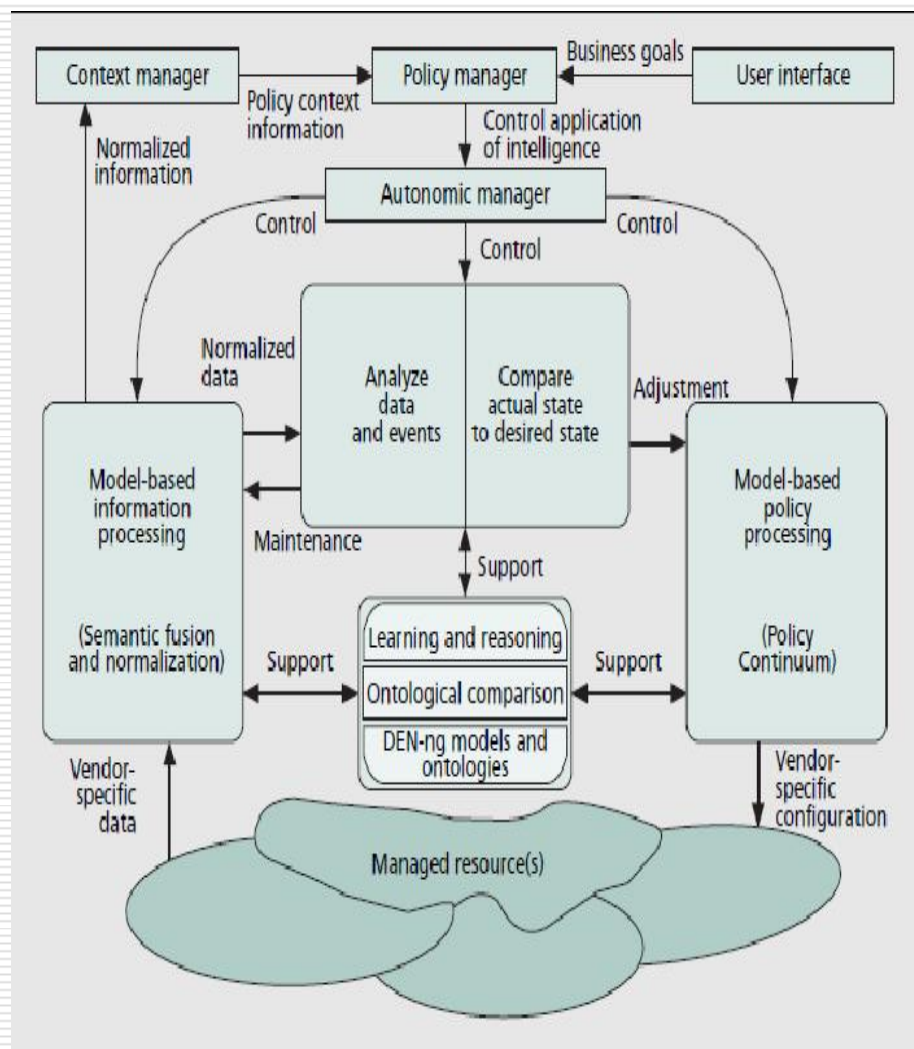 Context manager
Policy manager
Business goals
User interface
Policy context
information
Control application
of intelligence
Normalized
information
Autonomic manager
Control
Control
Control
Normalized
data
Analyze
data
and events
Compare
actual state
to desired state
Adjustment
Model-based
information
processing
Maintenance
Model-based
policy
processing
Support
(Semantic fusion
and normalization)
Support
Learning and reasoning
Ontological comparison
DEN-ng models and
ontologies
Support
(Policy
Continuum)
Vendor-
specific
data
Vendor-
specific
configuration
Managed resource(s)